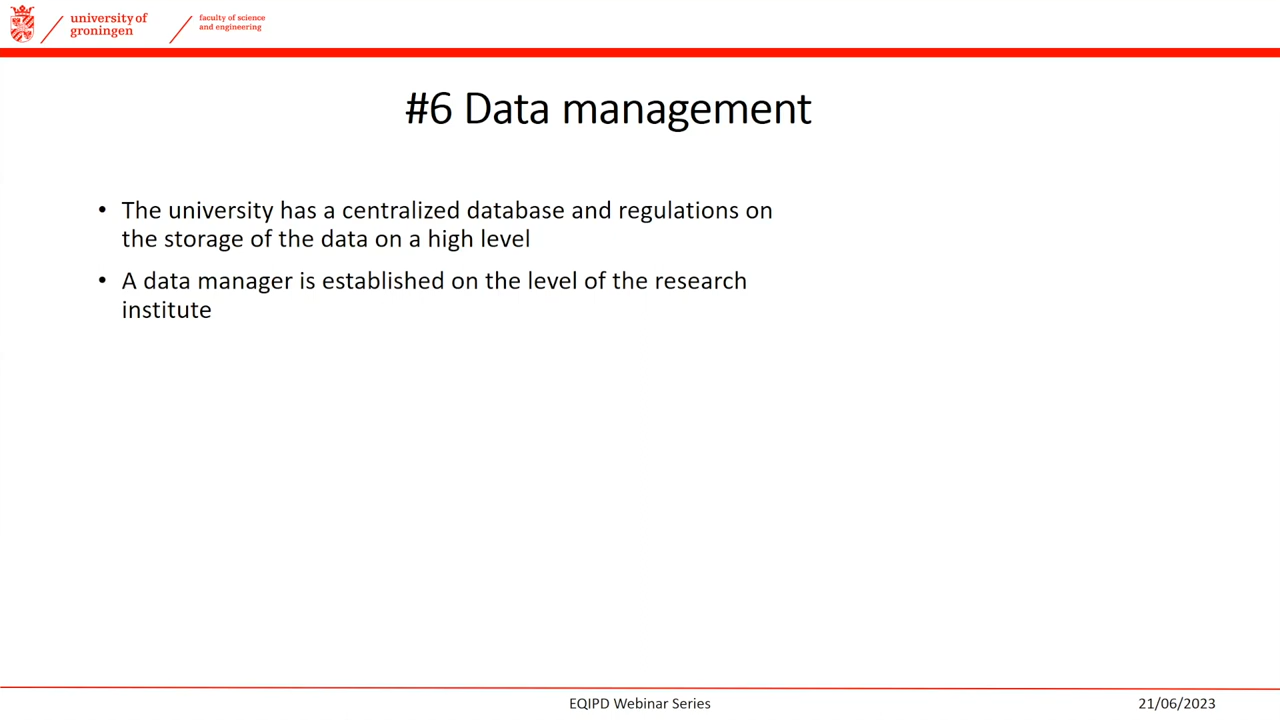 university of
groningen
faculty of science
and engineering
#6 Data management
• The university has a centralized database and regulations on
the storage of the data on a high level
• A data manager is established on the level of the research
institute
EQIPD Webinar Series
21/06/2023